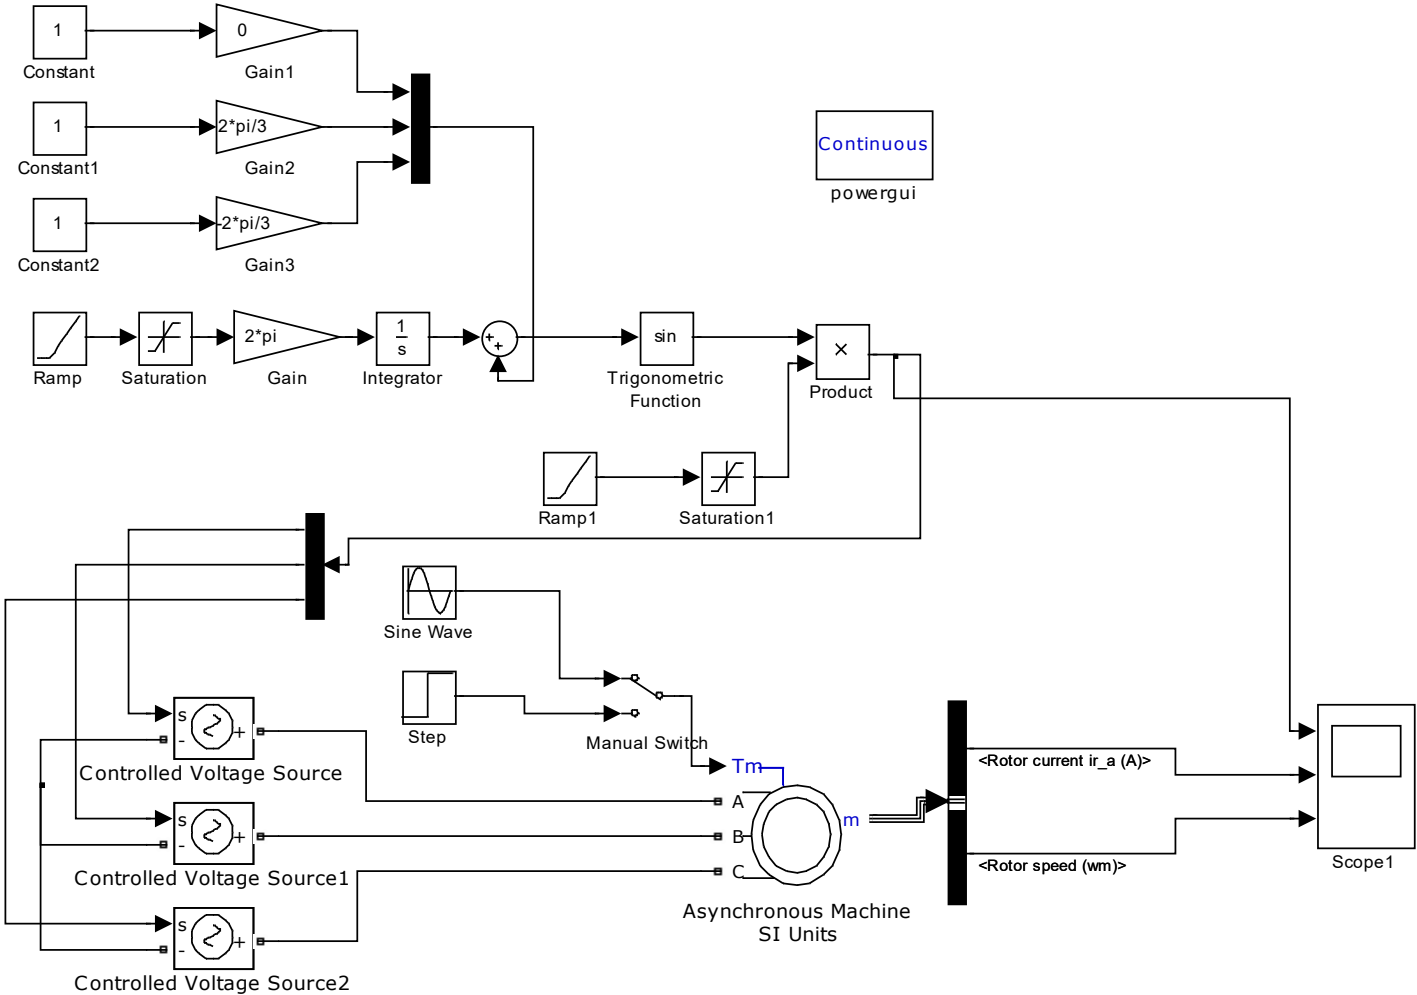 1
Constant
0
Gain1
1
Constant1
2*pi/3
Gain2
1
Constant2
-2*pi/3
Gain3
Continuous
powergui
Ramp
Saturation
2*pi
Gain
1
s
Integrator
+
+
sin
Trigonometric
Function
×
Product
Ramp1
Saturation1
Sine Wave
Step
Manual Switch
s
-
+
Controlled Voltage Source
s
-
+
Controlled Voltage Source1
s
-
+
Controlled Voltage Source2
Tm
A
B
C
m
Asynchronous Machine
SI Units
<Rotor current ir_a (A)>
<Rotor speed (wm)>
Scope1